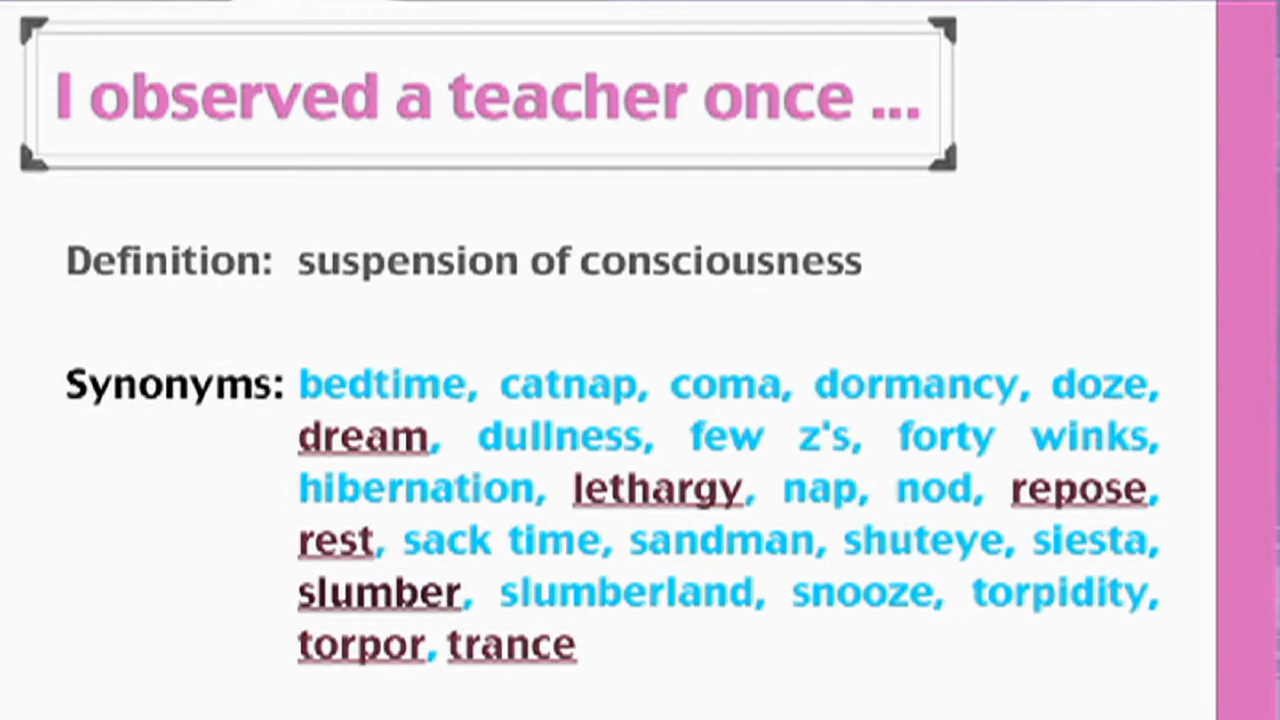 I observed a teacher once ...
Definition: suspension of consciousness
Synonyms: bedtime, catnap, coma, dormancy, doze,
dream, dullness, few z's, forty winks,
hibernation, lethargy, nap, nod, repose,
rest, sack time, sandman, shuteye, siesta,
slumber, slumberland, snooze, torpidity,
torpor, trance